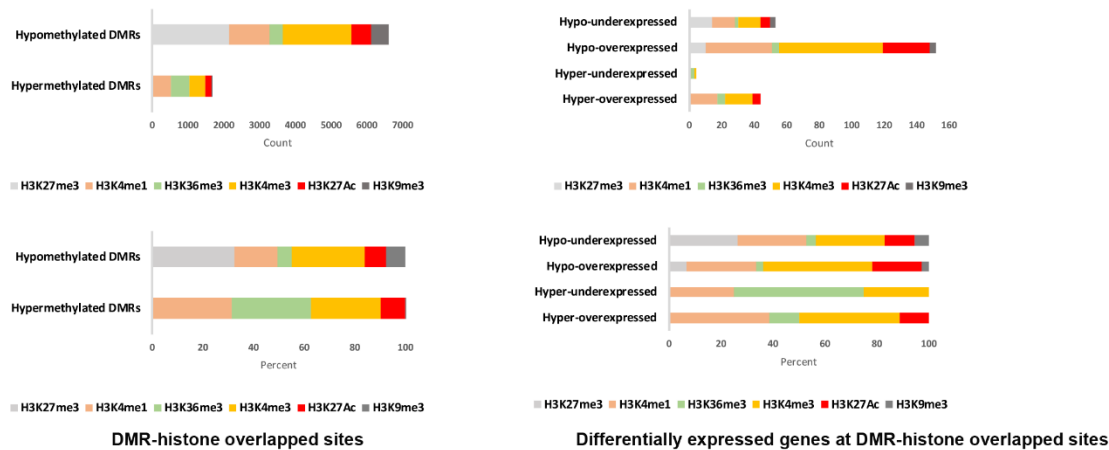 Hypomethylated DMRs
Hypermethylated DMRs
0 1000 2000 3000 4000 5000 6000 7000
Count
H3K27me3 H3K4me1 H3K36me3 H3K4me3 H3K27Ac H3K9me3
Hypomethylated DMRs
Hypermethylated DMRs
0 20 40 60 80 100
Percent
H3K27me3 H3K4me1 H3K36me3 H3K4me3 H3K27Ac H3K9me3
DMR-histone overlapped sites
Hypo-underexpressed
Hypo-overexpressed
Hyper-underexpressed
Hyper-overexpressed
0 20 40 60 80 100 120 140 160
Count
H3K27me3 H3K4me1 H3K36me3 H3K4me3 H3K27Ac H3K9me3
Hypo-underexpressed
Hypo-overexpressed
Hyper-underexpressed
Hyper-overexpressed
0 20 40 60 80 100
Percent
H3K27me3 H3K4me1 H3K36me3 H3K4me3 H3K27Ac H3K9me3
Differentially expressed genes at DMR-histone overlapped sites